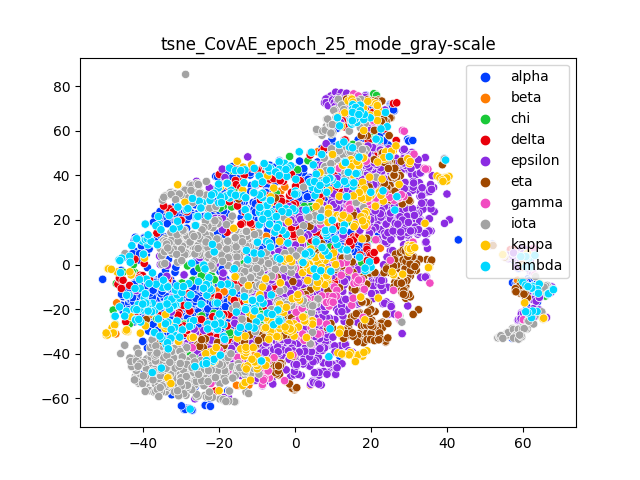 tsne_CovAE_epoch_25_mode_gray-scale
80
60
40
20
0
−20
−40
−60
−40
−20
0
20
40
60
alpha
beta
chi
delta
epsilon
eta
gamma
iota
kappa
lambda